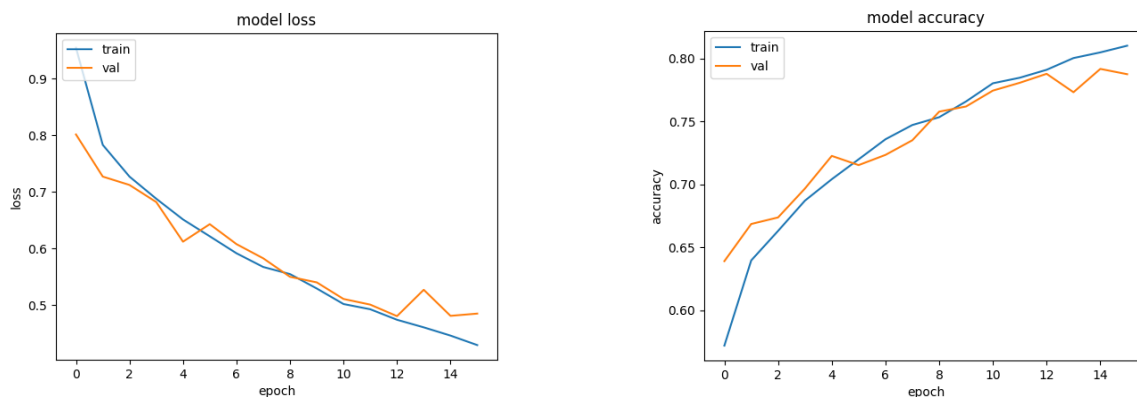 model loss
train
val
0.9
0.8
0.7
0.6
0.5
loss
0 2 4 6 8 10 12 14
epoch
model accuracy
train
val
0.80
0.75
0.70
0.65
0.60
accuracy
0 2 4 6 8 10 12 14
epoch